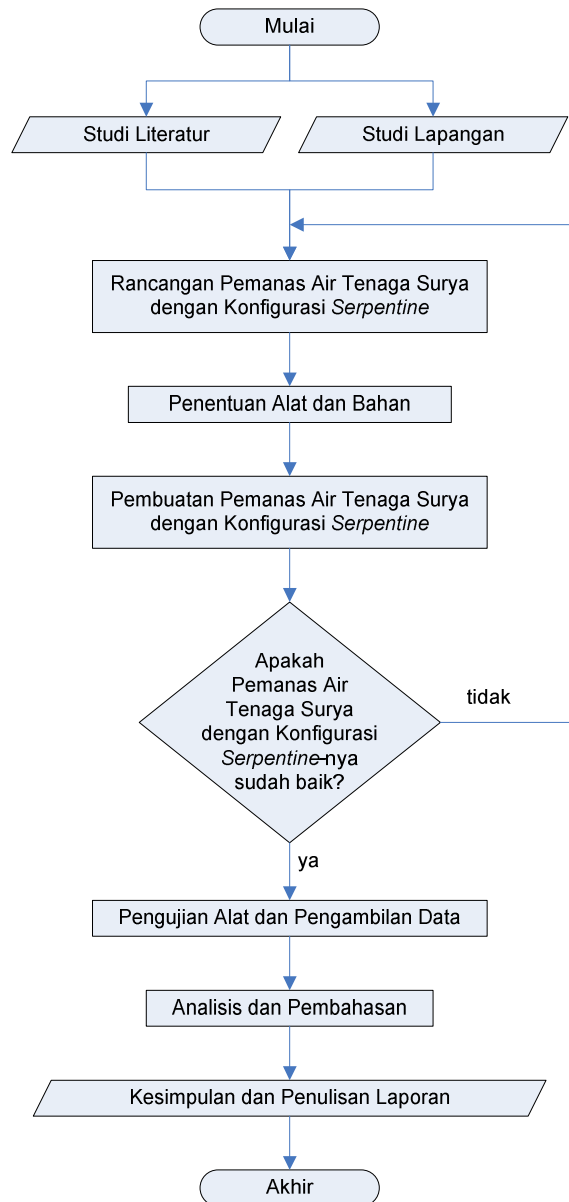 Mulai
Studi Literatur
Studi Lapangan
Rancangan Pemanas Air Tenaga Surya
dengan Konfigurasi Serpentine
Penentuan Alat dan Bahan
Pembuatan Pemanas Air Tenaga Surya
dengan Konfigurasi Serpentine
Apakah
Pemanas Air
Tenaga Surya
dengan Konfigurasi
Serpentine-nya
sudah baik?
tidak
ya
Pengujian Alat dan Pengambilan Data
Analisis dan Pembahasan
Kesimpulan dan Penulisan Laporan
Akhir